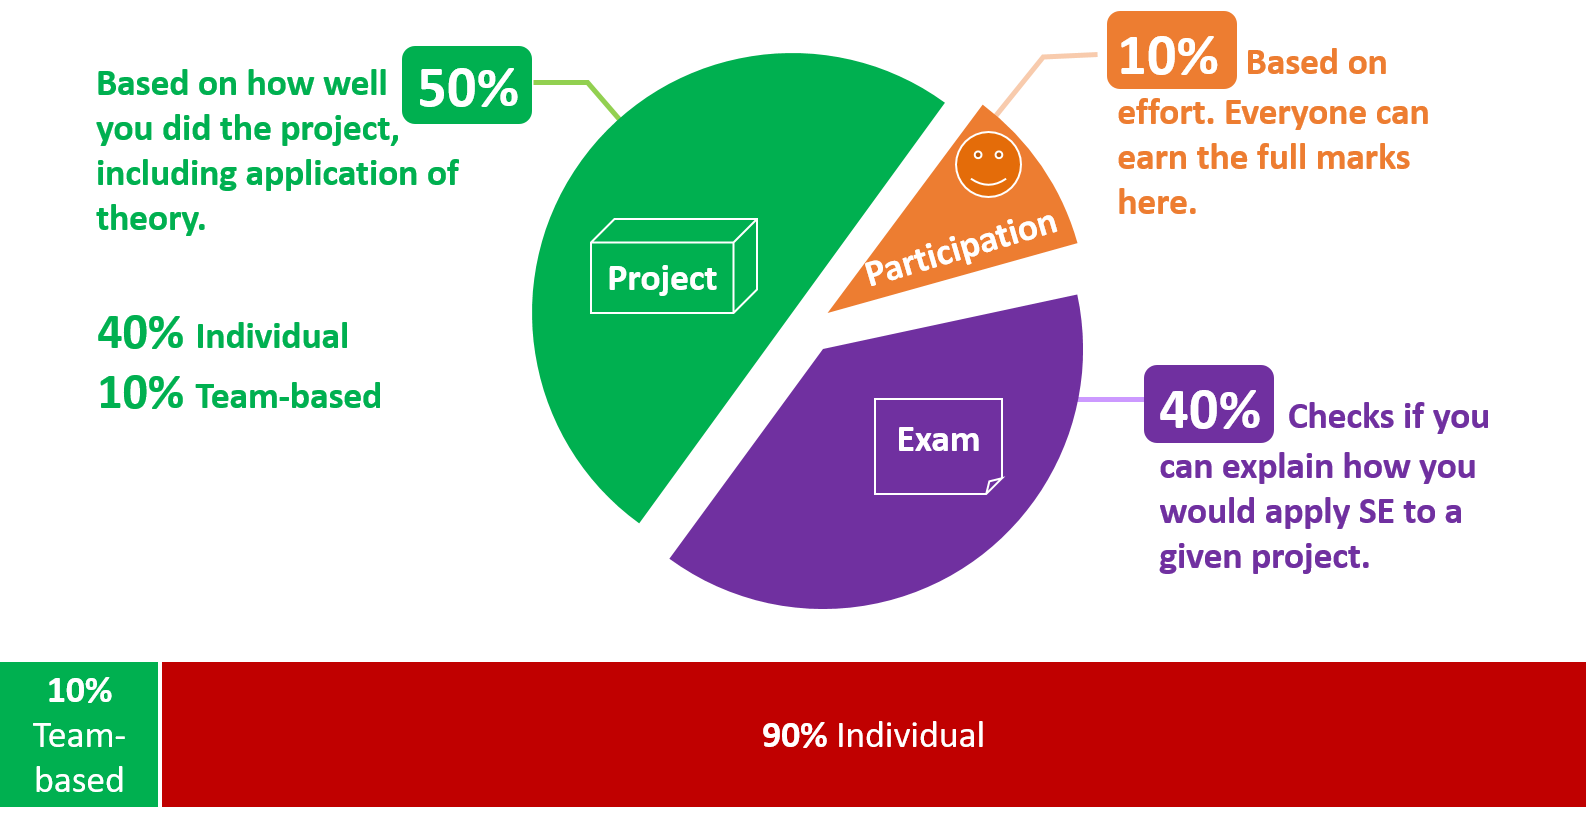 Based on how well 50%
you did the project,
including application of
theory.
40% Individual
10% Team-based
Project
10% Based on
effort. Everyone can
earn the full marks
here.
Participation
Exam
40% Checks if you
can explain how you
would apply SE to a
given project.
10%
Team-
based
90% Individual